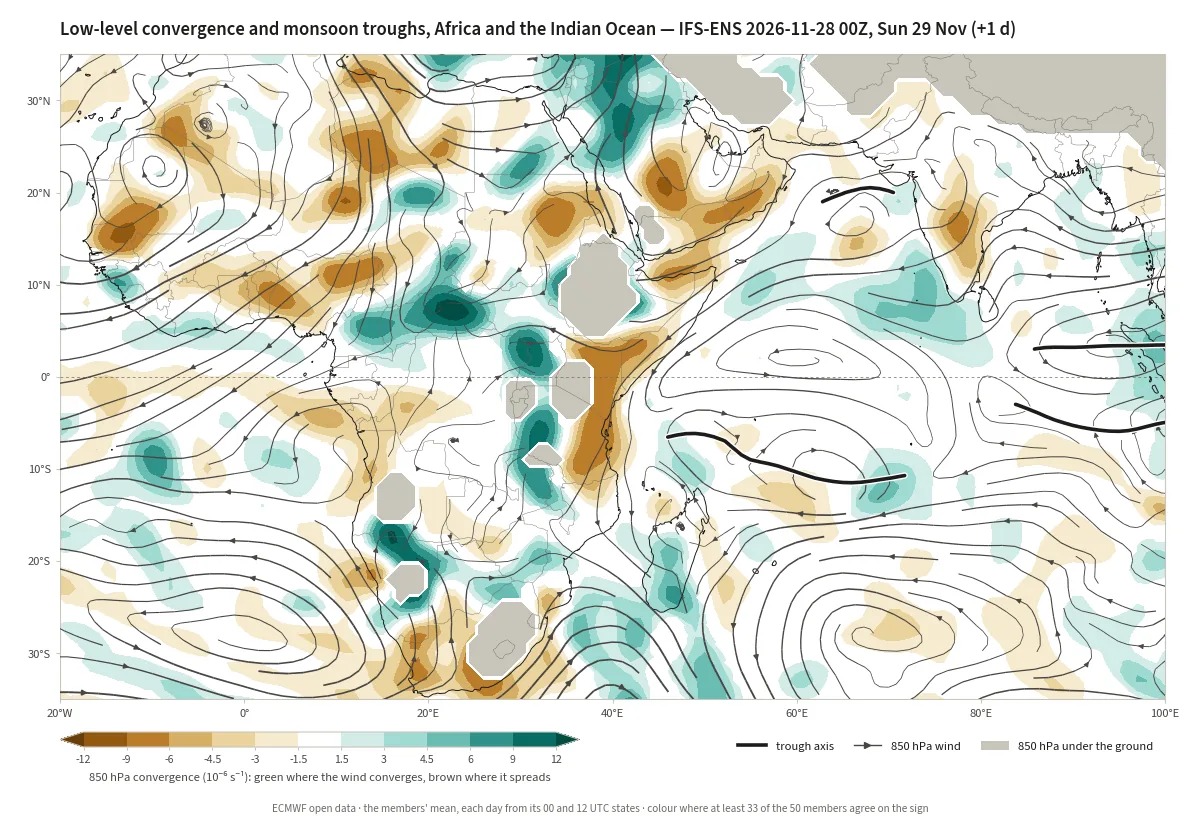 Low-level convergence and monsoon troughs, Africa and the Indian Ocean — IFS-ENS 2026-11-28 00Z, Sun 29 Nov (+1 d)
30°N
20°N
10°N
0°
10°S
20°S
30°S
20°W 0° 20°E 40°E 60°E 80°E 100°E
-12 -9 -6 -4.5 -3 -1.5 1.5 3 4.5 6 9 12
850 hPa convergence (10⁻⁶ s⁻¹): green where the wind converges, brown where it spreads
trough axis 850 hPa wind 850 hPa under the ground
ECMWF open data · the members' mean, each day from its 00 and 12 UTC states · colour where at least 33 of the 50 members agree on the sign